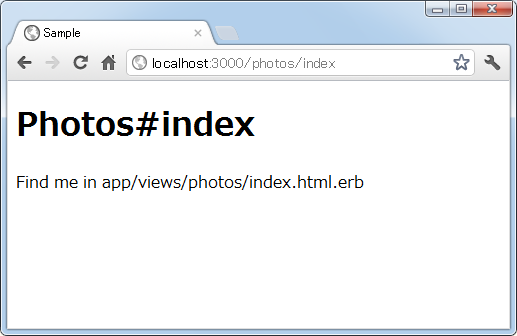 Sample
localhost:3000/photos/index
Photos#index
Find me in app/views/photos/index.html.erb